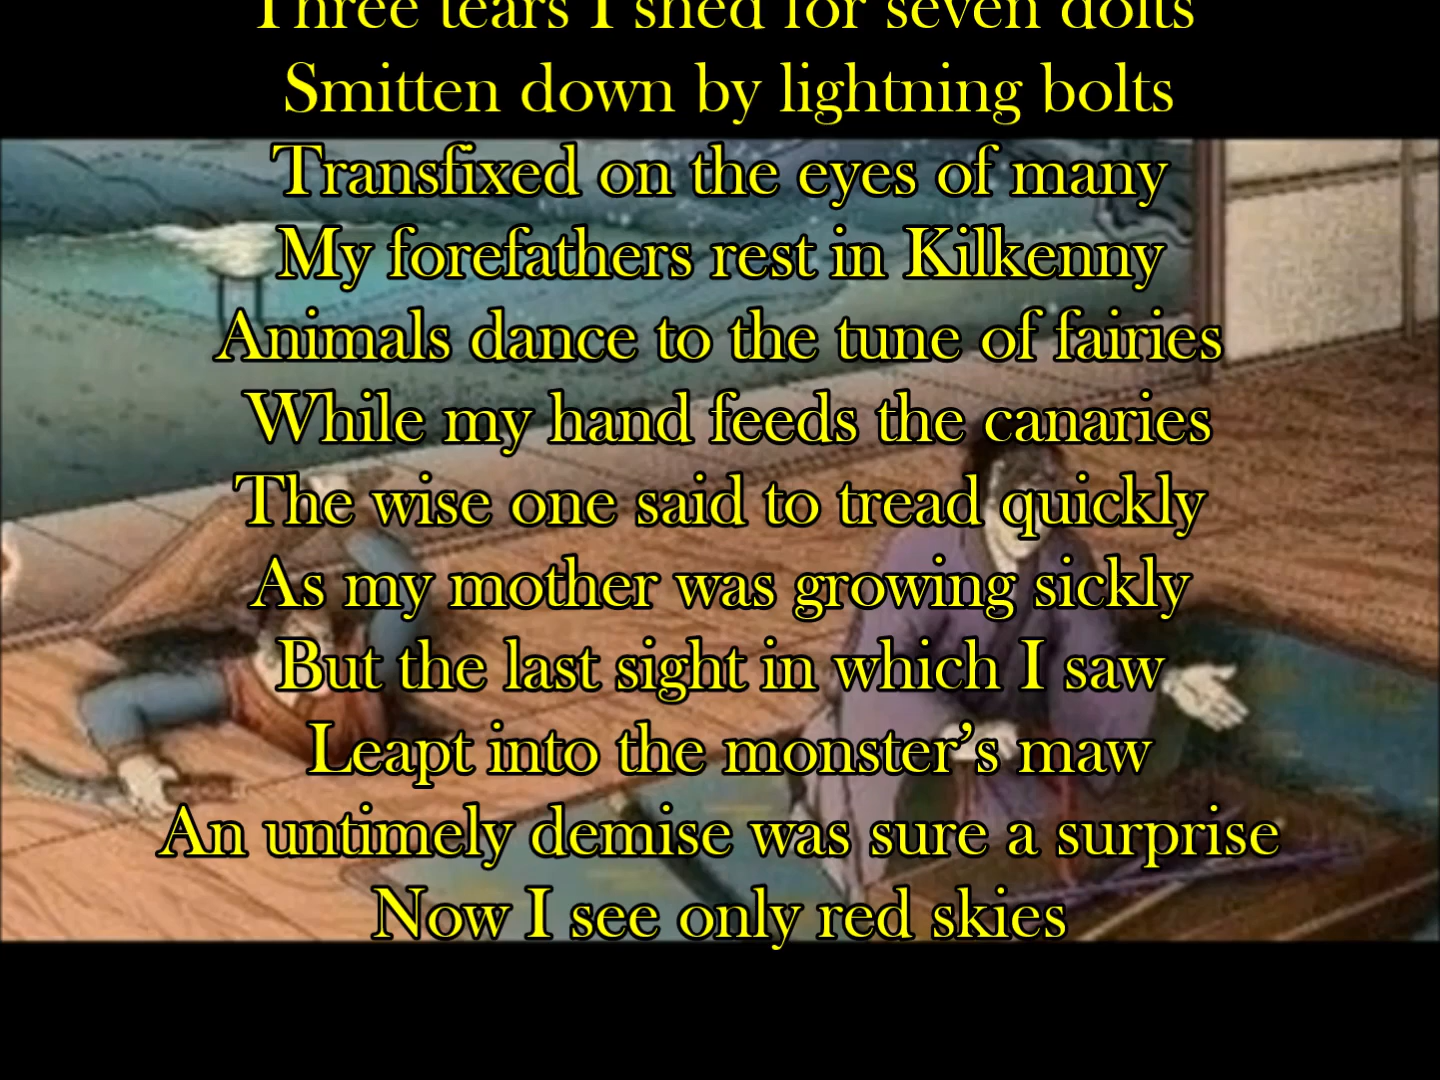 Three tears I shed for seven dolts
Smitten down by lightning bolts
Transfixed on the eyes of many
My forefathers rest in Kilkenny
Animals dance to the tune of fairies
While my hand feeds the canaries
The wise one said to tread quickly
As my mother was growing sickly
But the last sight in which I saw
Leapt into the monster’s maw
An untimely demise was sure a surprise
Now I see only red skies